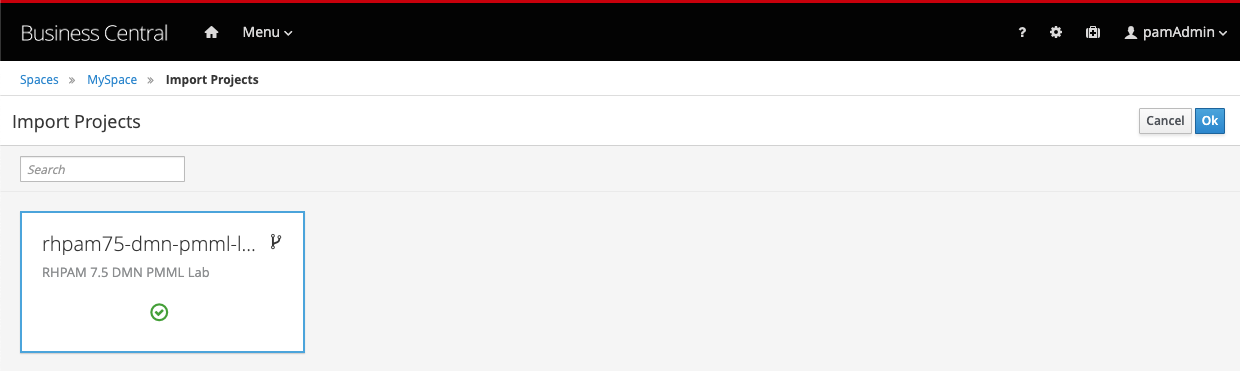 Business Central Menu ? pamAdmin
Spaces » MySpace » Import Projects
Import Projects Cancel Ok
Search
rhpam75-dmn-pmml-l...
RHPAM 7.5 DMN PMML Lab